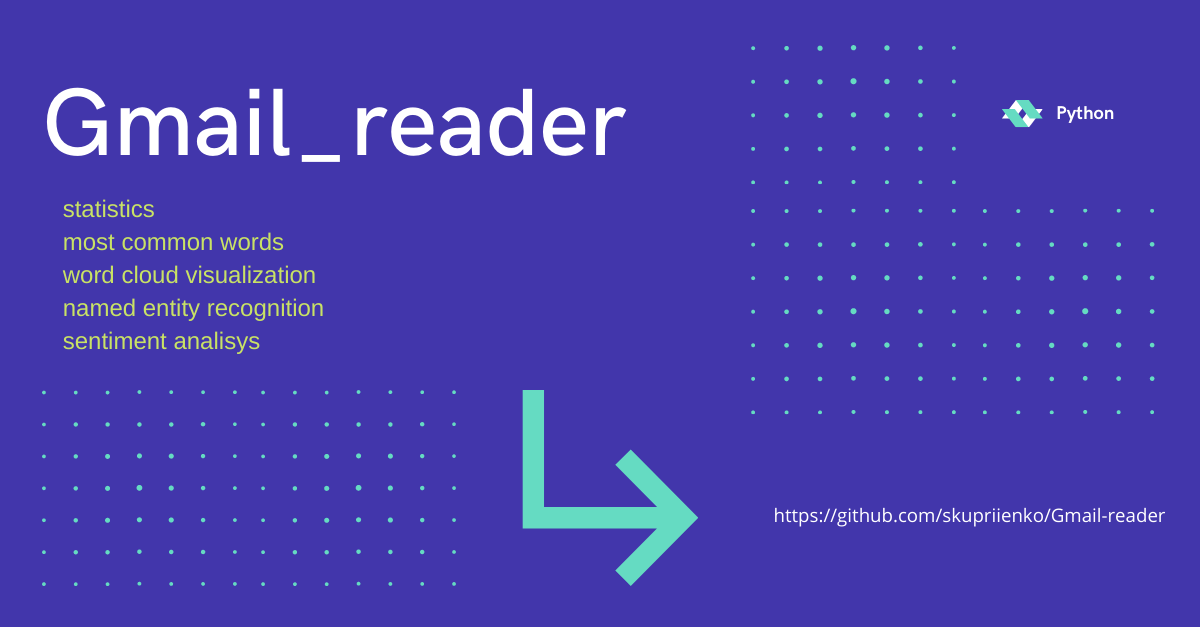 Gmail_reader
Python
statistics
most common words
word cloud visualization
named entity recognition
sentiment analisys
https://github.com/skupriienko/Gmail-reader